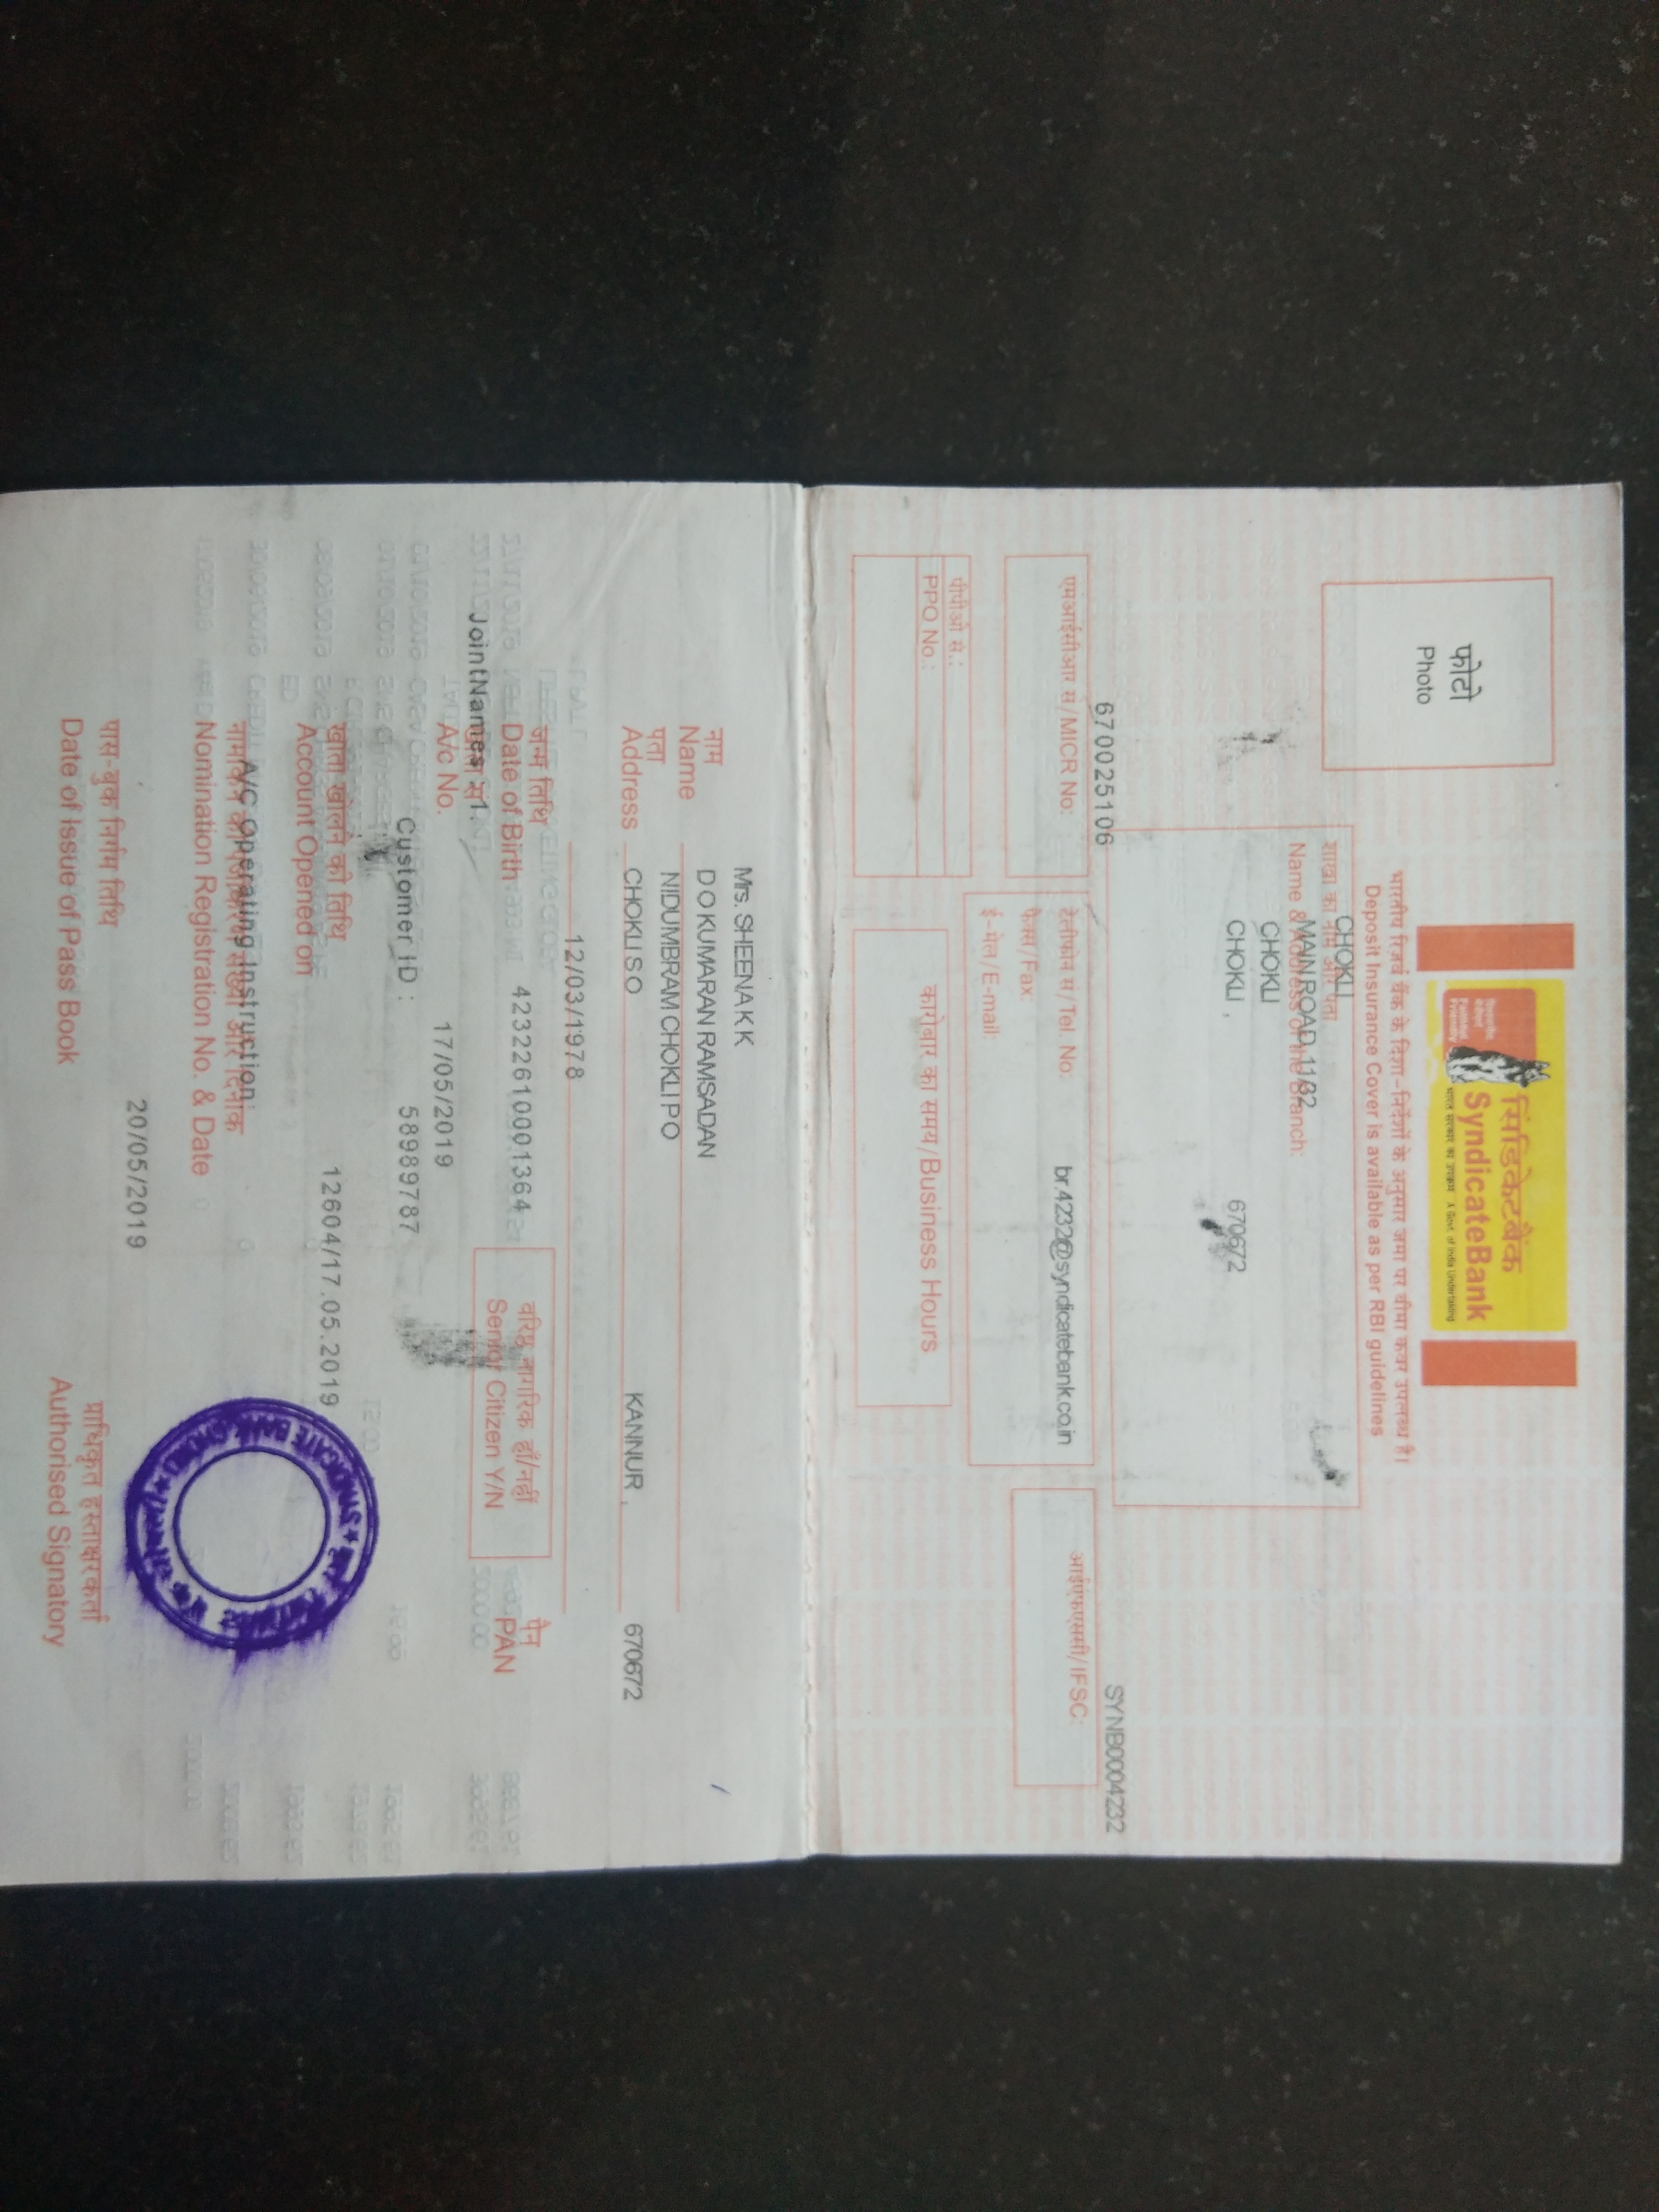 सिंडिकेटबैंक
SyndicateBank
भारत सरकार का उपक्रम A Govt. of India Undertaking
फोटो
Photo
भारतीय रिजर्व बैंक के दिशा-निर्देशों के अनुसार जमा पर बीमा कवर उपलब्ध है।
Deposit Insurance Cover is available as per RBI guidelines
CHOKLI
शाखा का नाम और पता
MAIN ROAD,1182
Name & Address of the Branch:
CHOKLI
CHOKLI , 670672
670025106
SYNB0004232
एमआईसीआर सं/MICR No:
टेलीफोन सं/Tel. No:
br.4232@syndicatebank.co.in
आईएफएससी/IFSC:
फैक्स/Fax:
ई-मेल/E-mail:
पीपीओ सं.:
PPO No.:
कारोबार का समय/Business Hours
Mrs. SHEENA K K
नाम
Name
D O KUMARAN RAMSADAN
पता
NIDUMBRAM CHOKLI PO
Address
CHOKLI S O KANNUR , 670672
12/03/1978
जन्म तिथि
Date of Birth
42322610001364
वरिष्ठ नागरिक हाँ/नहीं
Senior Citizen Y/N
पैन
PAN
JointNames : 1.
A/c No.
17/05/2019
Customer ID : 58989787
खाता खोलने की तिथि
Account Opened on
12604/17.05.2019
A/C Operating Instruction:
Nomination Registration No. & Date
20/05/2019
पास-बुक निर्गम तिथि
Date of Issue of Pass Book
प्राधिकृत हस्ताक्षरकर्ता
Authorised Signatory
SYNDICATE BANK, CHOKLI